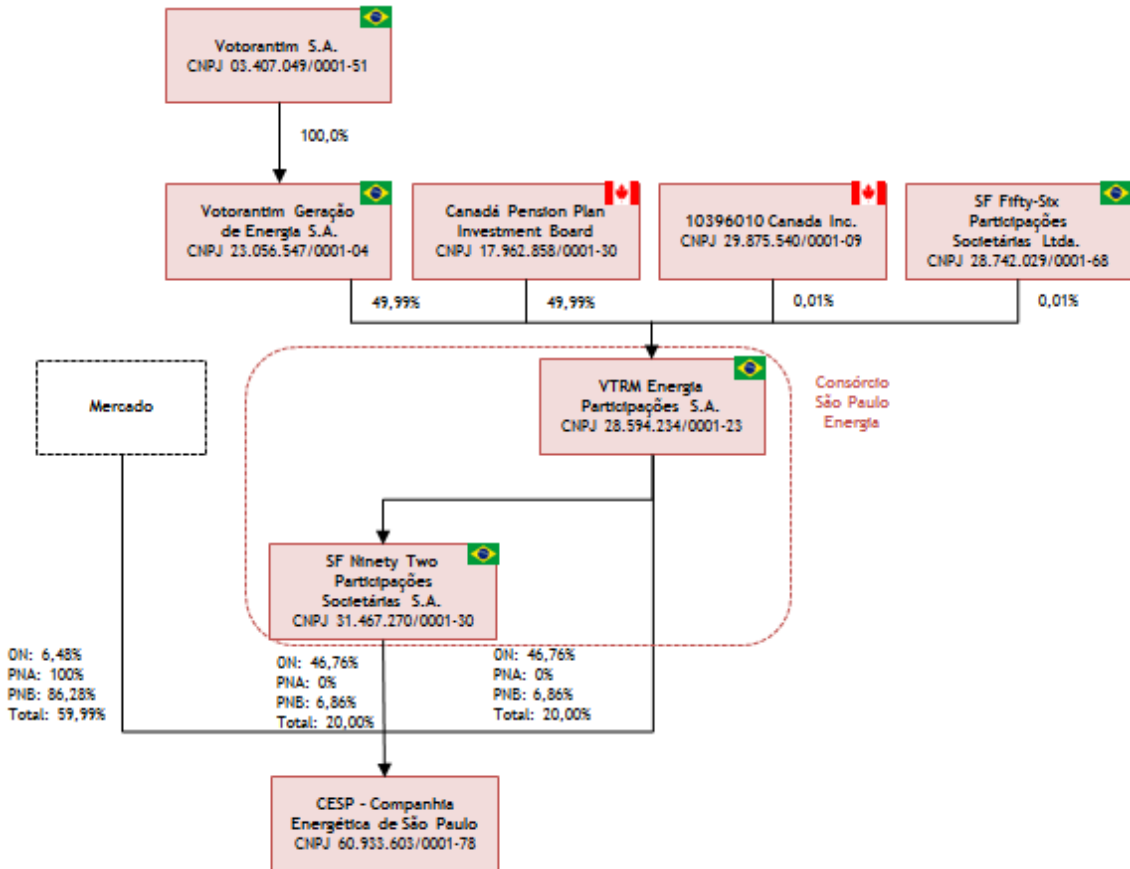 Votorantim S.A.
CNPJ 03.407.049/0001-51
100,0%
Votorantim Geração
de Energia S.A.
CNPJ 23.056.547/0001-04
Canadá Pension Plan
Investment Board
CNPJ 17.962.858/0001-30
10396010 Canada Inc.
CNPJ 29.875.540/0001-09
SF Fifty-Six
Participações
Societárias Ltda.
CNPJ 28.742.029/0001-68
49,99%
49,99%
0,01%
0,01%
Mercado
VTRM Energia
Participações S.A.
CNPJ 28.594.234/0001-23
Consórcio
São Paulo
Energia
SF Ninety Two
Participações
Societárias S.A.
CNPJ 31.467.270/0001-30
ON: 6,48%
PNA: 100%
PNB: 86,28%
Total: 59,99%
ON: 46,76%
PNA: 0%
PNB: 6,86%
Total: 20,00%
ON: 46,76%
PNA: 0%
PNB: 6,86%
Total: 20,00%
CESP - Companhia
Energética de São Paulo
CNPJ 60.933.603/0001-78